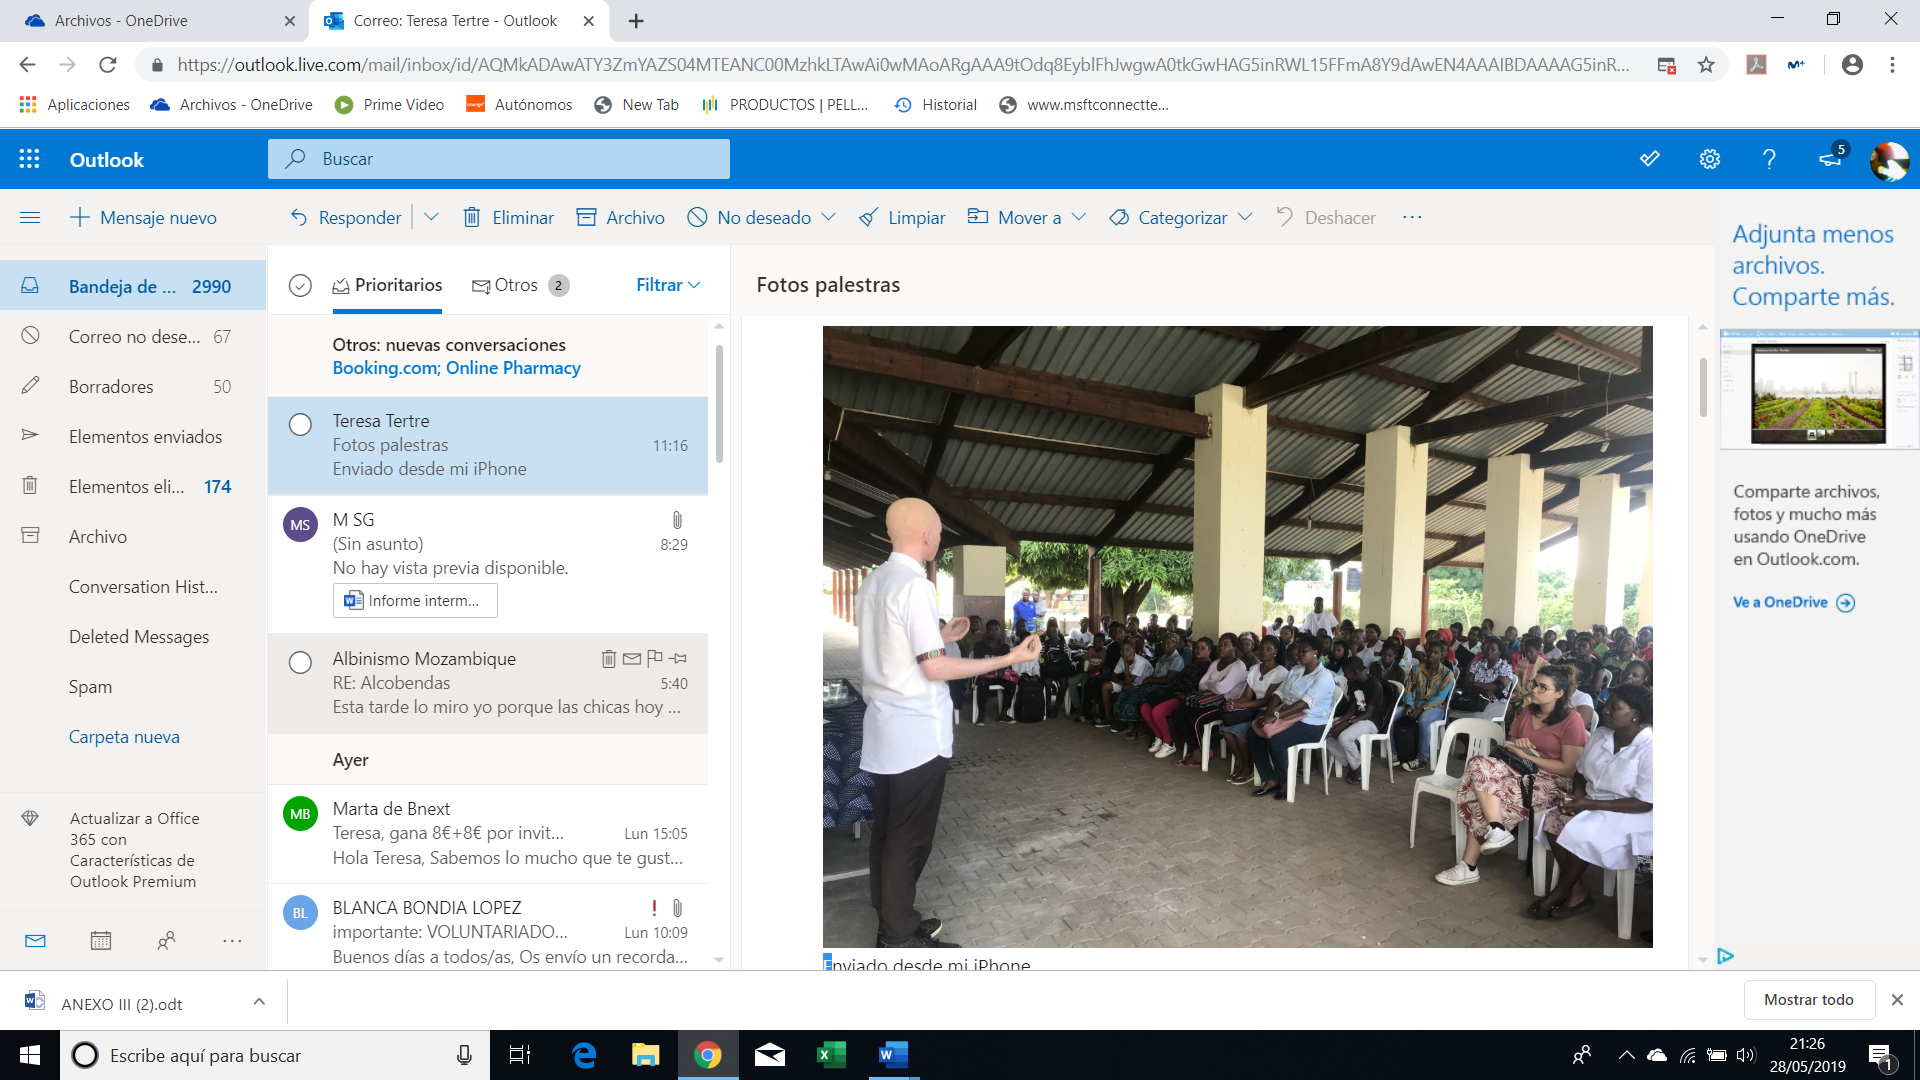 Archivos - OneDrive
Correo: Teresa Tertre - Outlook
https://outlook.live.com/mail/inbox/id/AQMkADAwATY3ZmYAZS04MTEANC00MzhkLTAwAi0wMAoARgAAA9tOdq8EyblFhJwgwA0tkGwHAG5inRWL15FFmA8Y9dAwEN4AAAIBDAAAAG5inR...
Aplicaciones
Archivos - OneDrive
Prime Video
Autónomos
New Tab
PRODUCTOS | PELL...
Historial
www.msftconnectte...
Outlook
Buscar
5
Mensaje nuevo
Responder
Eliminar
Archivo
No deseado
Limpiar
Mover a
Categorizar
Deshacer
Bandeja de ... 2990
Correo no dese... 67
Borradores 50
Elementos enviados
Elementos eli... 174
Archivo
Conversation Hist...
Deleted Messages
Spam
Carpeta nueva
Actualizar a Office
365 con
Características de
Outlook Premium
Prioritarios
Otros 2
Filtrar
Otros: nuevas conversaciones
Booking.com; Online Pharmacy
Teresa Tertre
Fotos palestras 11:16
Enviado desde mi iPhone
MS
M SG
(Sin asunto) 8:29
No hay vista previa disponible.
Informe interm...
Albinismo Mozambique
RE: Alcobendas 5:40
Esta tarde lo miro yo porque las chicas hoy ...
Ayer
MB
Marta de Bnext
Teresa, gana 8€+8€ por invit... Lun 15:05
Hola Teresa, Sabemos lo mucho que te gust...
BL
BLANCA BONDIA LOPEZ
importante: VOLUNTARIADO... Lun 10:09
Buenos días a todos/as, Os envío un recorda...
Fotos palestras
Enviado desde mi iPhone
Adjunta menos
archivos.
Comparte más.
Comparte archivos,
fotos y mucho más
usando OneDrive
en Outlook.com.
Ve a OneDrive
ANEXO III (2).odt
Mostrar todo
Escribe aquí para buscar
21:26
28/05/2019
1